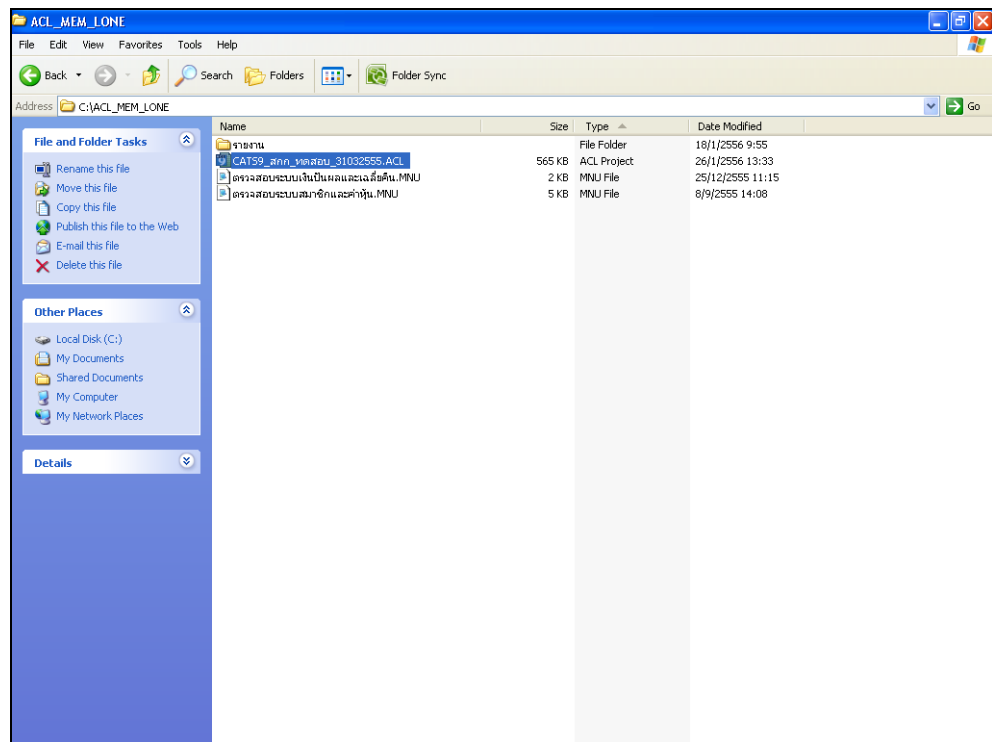 ACL_MEM_LONE
File Edit View Favorites Tools Help
Back Search Folders Folder Sync
Address C:\ACL_MEM_LONE Go
Name Size Type Date Modified
รายงาน File Folder 18/1/2556 9:55
CATS9_สกก_ทดสอบ_31032555.ACL 565 KB ACL Project 26/1/2556 13:33
ตรวจสอบระบบเงินปันผลและเฉลี่ยคืน.MNU 2 KB MNU File 25/12/2555 11:15
ตรวจสอบระบบสมาชิกและค่าหุ้น.MNU 5 KB MNU File 8/9/2555 14:08
File and Folder Tasks
Rename this file
Move this file
Copy this file
Publish this file to the Web
E-mail this file
Delete this file
Other Places
Local Disk (C:)
My Documents
Shared Documents
My Computer
My Network Places
Details